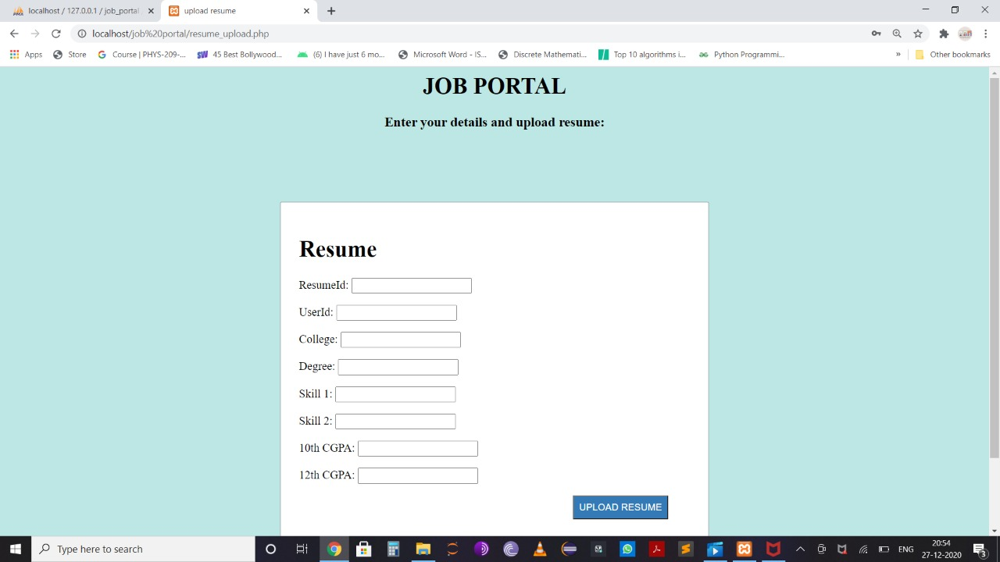 localhost / 127.0.0.1 / job_portal
upload resume
localhost/job%20portal/resume_upload.php
Apps
Store
Course | PHYS-209-...
45 Best Bollywood...
(6) I have just 6 mp...
Microsoft Word - IS...
Discrete Mathemati...
Top 10 algorithms i...
Python Programmi...
»
Other bookmarks
JOB PORTAL
Enter your details and upload resume:
Resume
ResumeId:
UserId:
College:
Degree:
Skill 1:
Skill 2:
10th CGPA:
12th CGPA:
UPLOAD RESUME
Type here to search
ENG
20:54
27-12-2020
3